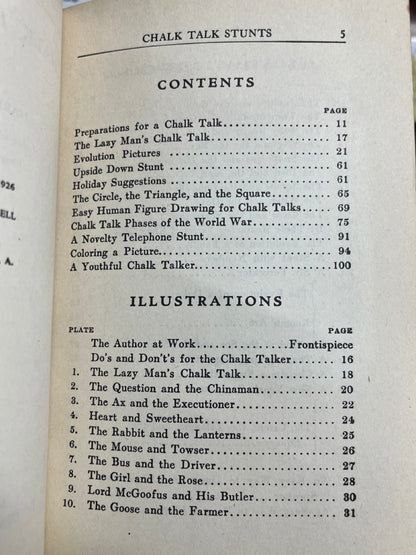 CHALK TALK STUNTS 5
CONTENTS
PAGE
Preparations for a Chalk Talk.................11
The Lazy Man's Chalk Talk.................17
Evolution Pictures .................21
Upside Down Stunt .................61
Holiday Suggestions .................61
The Circle, the Triangle, and the Square.....65
Easy Human Figure Drawing for Chalk Talks..69
Chalk Talk Phases of the World War........75
A Novelty Telephone Stunt.................91
Coloring a Picture.................94
A Youthful Chalk Talker.................100
ILLUSTRATIONS
PLATE PAGE
The Author at Work............Frontispiece
Do's and Don't's for the Chalk Talker.....16
1. The Lazy Man's Chalk Talk.............18
2. The Question and the Chinaman.........20
3. The Ax and the Executioner............22
4. Heart and Sweetheart.................24
5. The Rabbit and the Lanterns...........25
6. The Mouse and Towser.................26
7. The Bus and the Driver...............27
8. The Girl and the Rose................28
9. Lord McGoofus and His Butler.........30
10. The Goose and the Farmer............31
926
ELL
A.